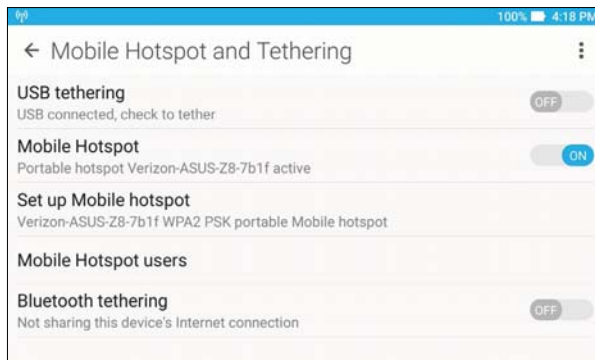 100% 4:18 PM
Mobile Hotspot and Tethering
USB tethering
OFF
USB connected, check to tether
Mobile Hotspot
ON
Portable hotspot Verizon-ASUS-Z8-7b1f active
Set up Mobile hotspot
Verizon-ASUS-Z8-7b1f WPA2 PSK portable Mobile hotspot
Mobile Hotspot users
Bluetooth tethering
OFF
Not sharing this device's Internet connection